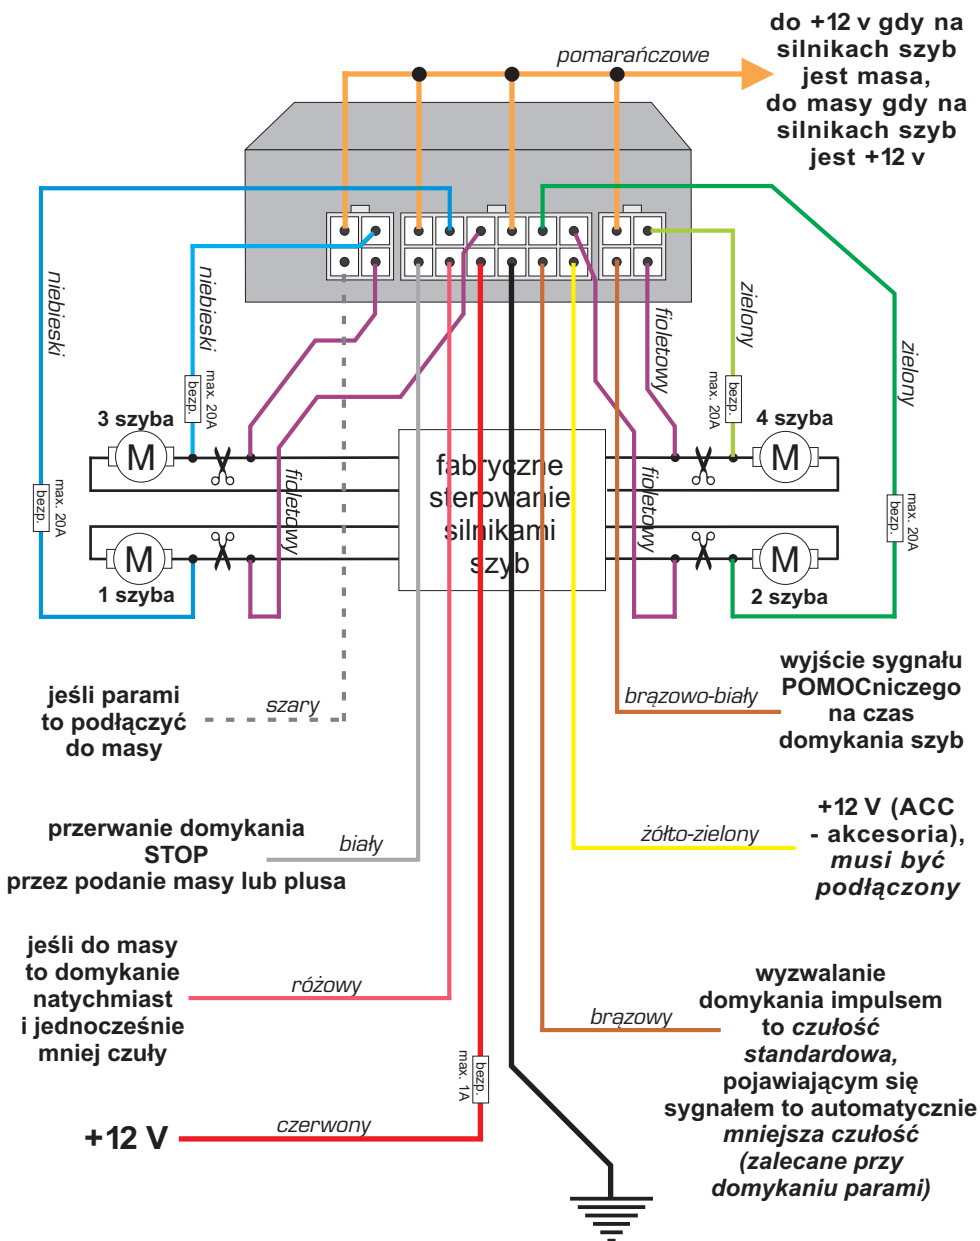 do +12 v gdy na
silnikach szyb
jest masa,
do masy gdy na
silnikach szyb
jest +12 v
pomarańczowe
niebieski
niebieski
fioletowy
zielony
zielony
max. 20A
bezp.
bezp.
max. 20A
3 szyba
M
4 szyba
M
fabryczne
sterowanie
silnikami
szyb
fioletowy
fioletowy
max. 20A
bezp.
bezp.
max. 20A
M
1 szyba
M
2 szyba
jeśli parami
to podłączyć
do masy
szary
brązowo-biały
wyjście sygnału
POMOCniczego
na czas
domykania szyb
przerwanie domykania
STOP
przez podanie masy lub plusa
biały
żółto-zielony
+12 V (ACC
- akcesoria),
musi być
podłączony
jeśli do masy
to domykanie
natychmiast
i jednocześnie
mniej czuły
różowy
brązowy
wyzwalanie
domykania impulsem
to czułość
standardowa,
pojawiającym się
sygnałem to automatycznie
mniejsza czułość
(zalecane przy
domykaniu parami)
bezp.
max. 1A
+12 V
czerwony